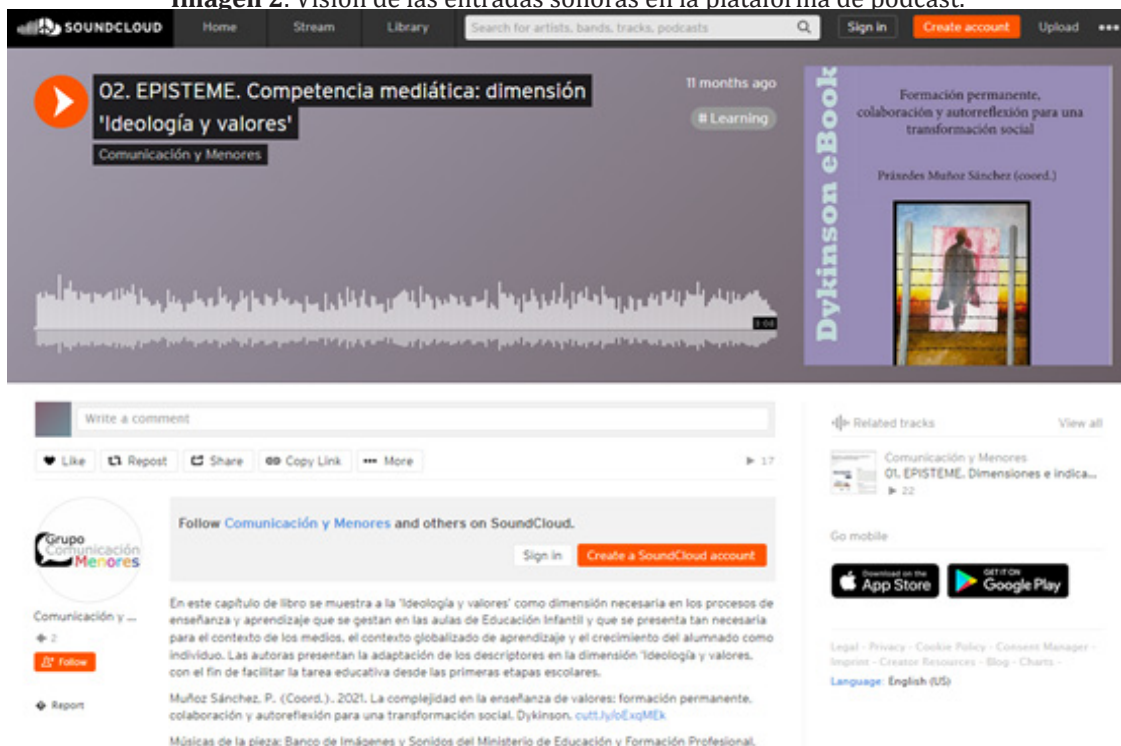 Imagen 2. Visión de las entradas sonoras en la plataforma de podcast.
SOUNDCLOUD Home Stream Library Search for artists, bands, tracks, podcasts Sign in Create account Upload
02. EPISTEME. Competencia mediática: dimensión
'Ideología y valores'
Comunicación y Menores
11 months ago
# Learning
Dykinson eBook
Formación permanente,
colaboración y autorreflexión para una
transformación social
Práxedes Muñoz Sánchez (coord.)
Write a comment
Like Repost Share Copy Link More 17
Grupo
Comunicación
Menores
Comunicación y ...
2
Follow
Report
Follow Comunicación y Menores and others on SoundCloud.
Sign in Create a SoundCloud account
En este capítulo de libro se muestra a la 'Ideología y valores' como dimensión necesaria en los procesos de
enseñanza y aprendizaje que se gestan en las aulas de Educación Infantil y que se presenta tan necesaria
para el contexto de los medios, el contexto globalizado de aprendizaje y el crecimiento del alumnado como
individuo. Las autoras presentan la adaptación de los descriptores en la dimensión 'Ideología y valores,
con el fin de facilitar la tarea educativa desde las primeras etapas escolares.
Muñoz Sánchez, P. (Coord.). 2021. La complejidad en la enseñanza de valores: formación permanente,
colaboración y autoreflexión para una transformación social. Dykinson. cutt.ly/oExqMEk
Músicas de la pieza: Banco de Imágenes y Sonidos del Ministerio de Educación y Formación Profesional.
Related tracks View all
Comunicación y Menores
01. EPISTEME. Dimensiones e indica...
22
Go mobile
Download on the
App Store
GET IT ON
Google Play
Legal - Privacy - Cookie Policy - Consent Manager -
Imprint - Creator Resources - Blog - Charts -
Language: English (US)